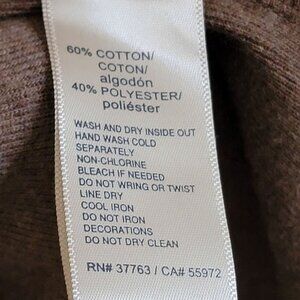 60% COTTON/
COTON/
algodón
40% POLYESTER/
poliéster
WASH AND DRY INSIDE OUT
HAND WASH COLD
SEPARATELY
NON-CHLORINE
BLEACH IF NEEDED
DO NOT WRING OR TWIST
LINE DRY
COOL IRON
DO NOT IRON
DECORATIONS
DO NOT DRY CLEAN
RN# 37763 / CA# 55972